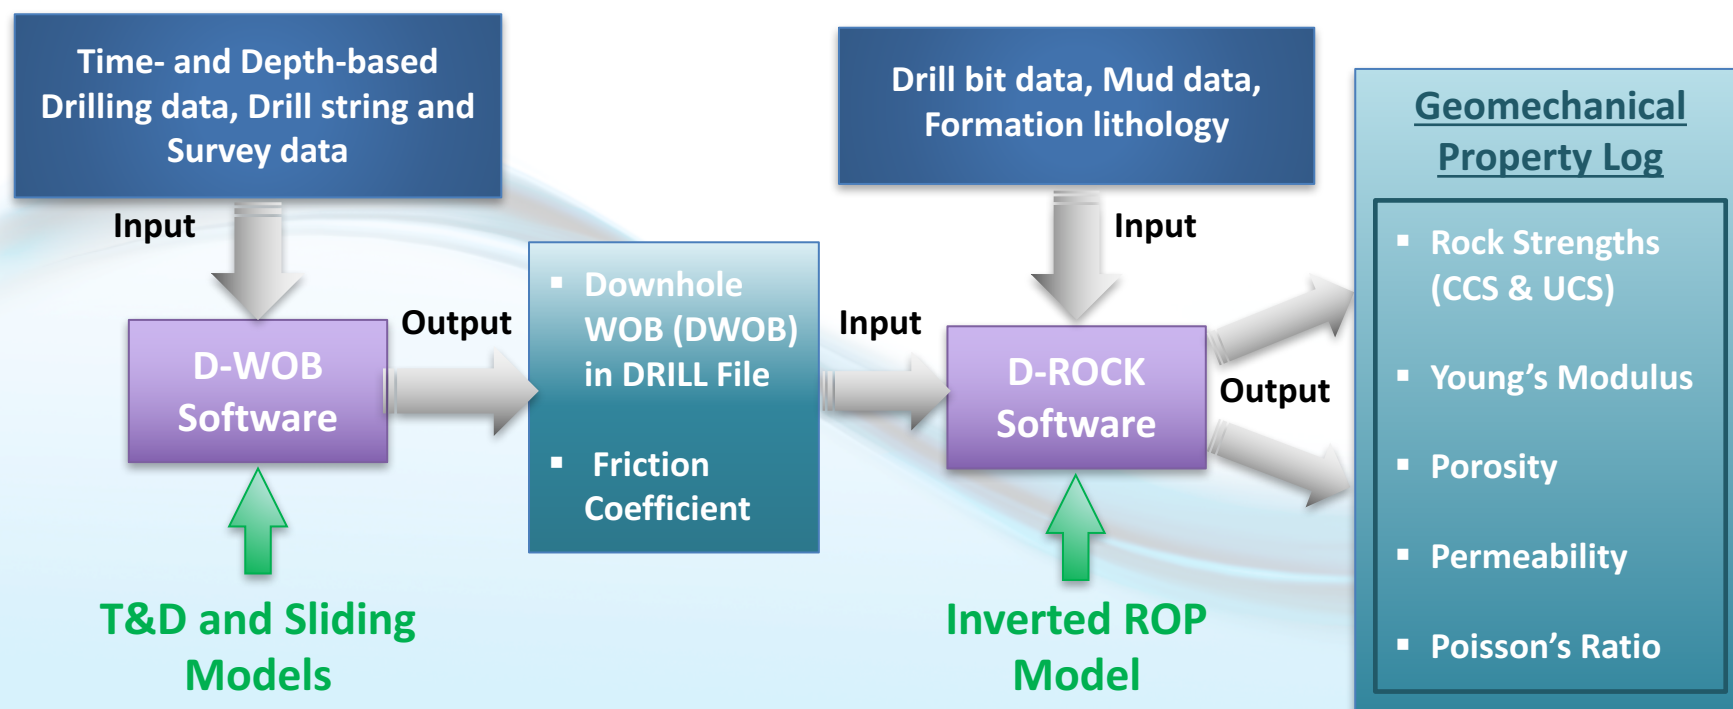 Time- and Depth-based
Drilling data, Drill string and
Survey data
Input
D-WOB
Software
T&D and Sliding
Models
Output
▪ Downhole
WOB (DWOB)
in DRILL File
▪ Friction
Coefficient
Input
Drill bit data, Mud data,
Formation lithology
Input
D-ROCK
Software
Inverted ROP
Model
Output
Geomechanical
Property Log
▪ Rock Strengths
(CCS & UCS)
▪ Young’s Modulus
▪ Porosity
▪ Permeability
▪ Poisson’s Ratio